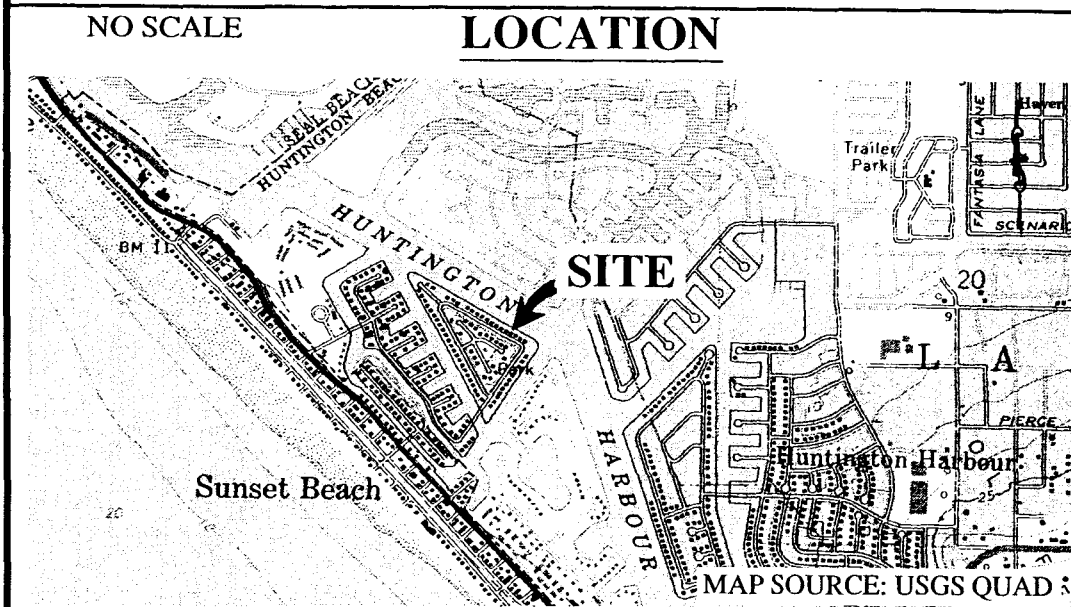 NO SCALE
LOCATION
SEAL BEACH
HUNTINGTON BEACH
Trailer
Park
FANTASIA LANE
Haven
SCENARIO
BM 11
HUNTINGTON
SITE
20
9
L A
Park
PIERCE
HARBOUR
Huntington Harbour
Sunset Beach
20
25
MAP SOURCE: USGS QUAD